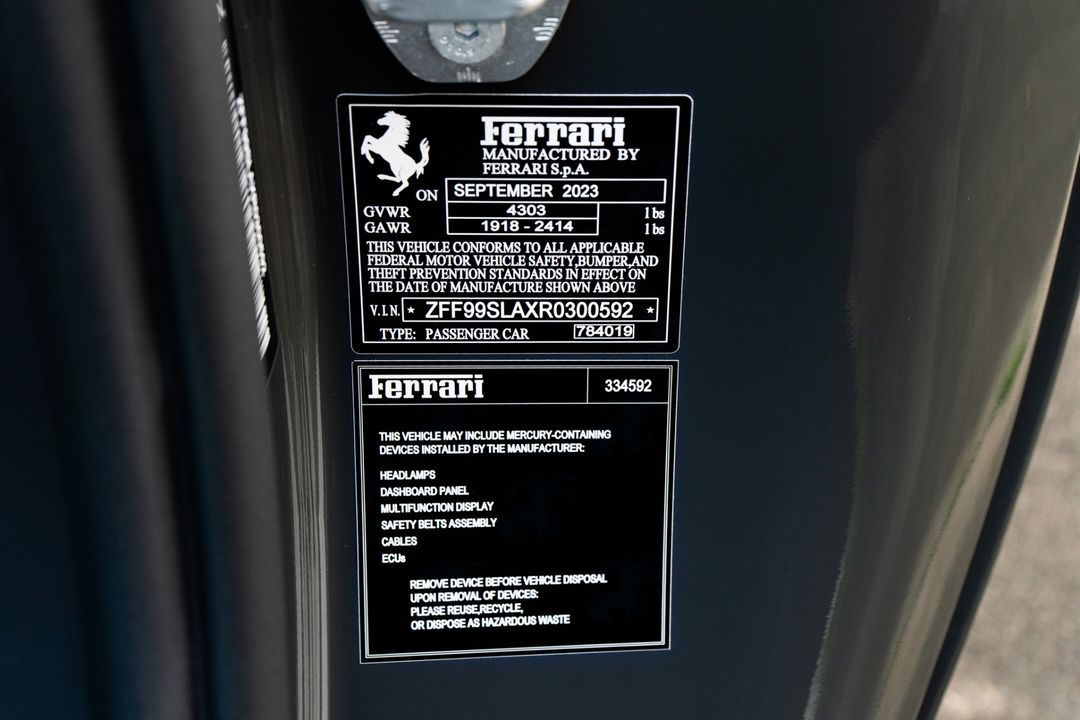 Ferrari
MANUFACTURED BY
FERRARI S.p.A.
ON SEPTEMBER 2023
GVWR 4303 lbs
GAWR 1918 - 2414 lbs
THIS VEHICLE CONFORMS TO ALL APPLICABLE
FEDERAL MOTOR VEHICLE SAFETY,BUMPER,AND
THEFT PREVENTION STANDARDS IN EFFECT ON
THE DATE OF MANUFACTURE SHOWN ABOVE
V.I.N. * ZFF99SLAXR0300592 *
TYPE: PASSENGER CAR 784019
Ferrari 334592
THIS VEHICLE MAY INCLUDE MERCURY-CONTAINING
DEVICES INSTALLED BY THE MANUFACTURER:
HEADLAMPS
DASHBOARD PANEL
MULTIFUNCTION DISPLAY
SAFETY BELTS ASSEMBLY
CABLES
ECUs
REMOVE DEVICE BEFORE VEHICLE DISPOSAL
UPON REMOVAL OF DEVICES:
PLEASE REUSE,RECYCLE,
OR DISPOSE AS HAZARDOUS WASTE